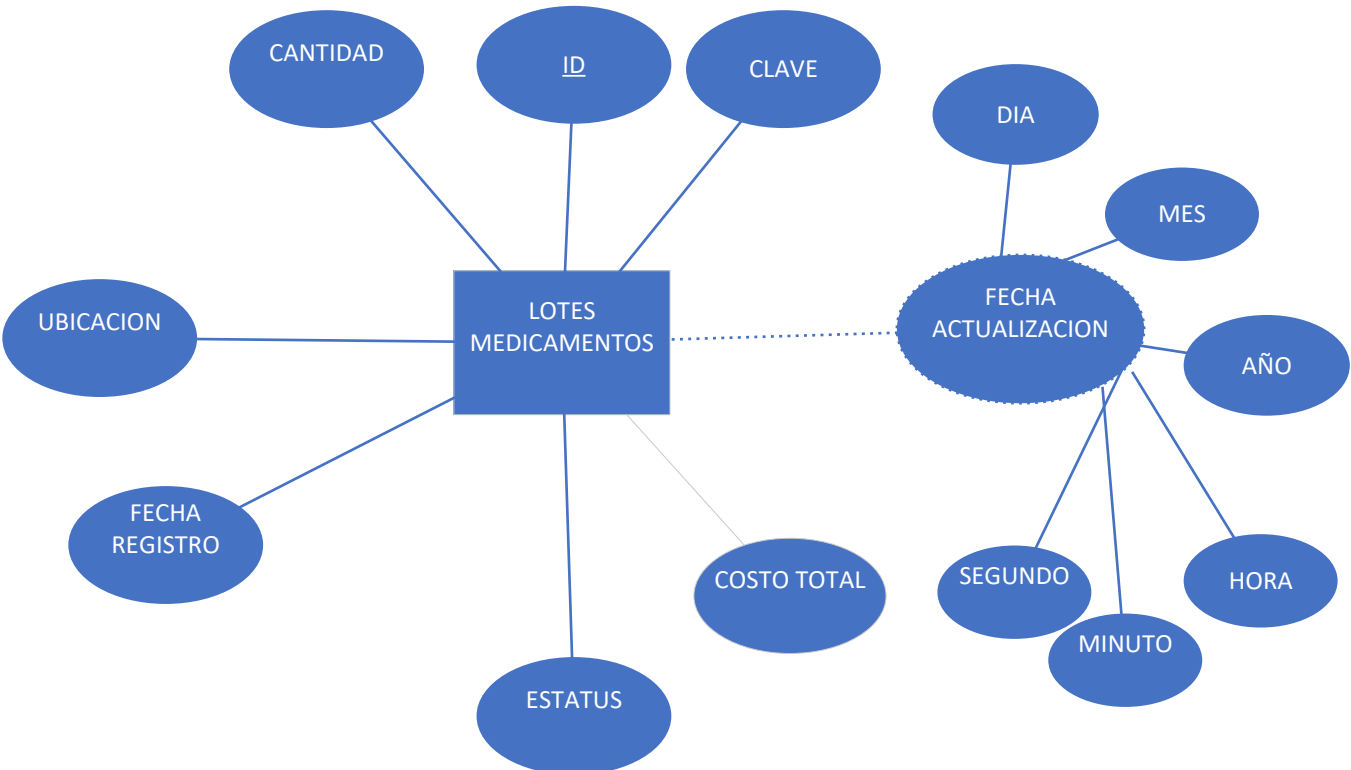 CANTIDAD
ID
CLAVE
DIA
MES
UBICACION
LOTES
MEDICAMENTOS
FECHA
ACTUALIZACION
AÑO
FECHA
REGISTRO
COSTO TOTAL
SEGUNDO
HORA
MINUTO
ESTATUS